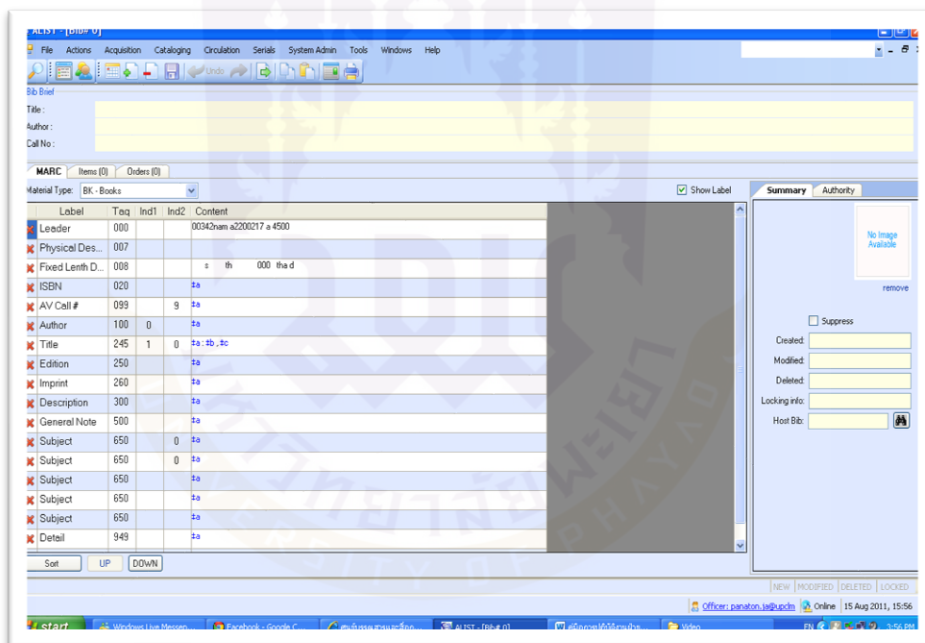 ALIST - [Bib# 0]
File Actions Acquisition Cataloging Circulation Serials System Admin Tools Windows Help
Undo
Bib Brief
Title :
Author :
Call No :
MARC Items (0) Orders (0)
Material Type: BK - Books Show Label Summary Authority
Label Tag Ind1 Ind2 Content
Leader 000 00342nam a2200217 a 4500
Physical Des... 007
Fixed Lenth D... 008 s th 000 tha d
ISBN 020 ‡a
AV Call # 099 9 ‡a
Author 100 0 ‡a
Title 245 1 0 ‡a :‡b ,‡c
Edition 250 ‡a
Imprint 260 ‡a
Description 300 ‡a
General Note 500 ‡a
Subject 650 0 ‡a
Subject 650 0 ‡a
Subject 650 ‡a
Subject 650 ‡a
Subject 650 ‡a
Detail 949 ‡a
No Image
Available
remove
Suppress
Created:
Modified:
Deleted:
Locking info:
Host Bib:
Sort UP DOWN
NEW MODIFIED DELETED LOCKED
Officer: panaton.ja@updm Online 15 Aug 2011, 15:56
start Windows Live Messen... Facebook - Google C... ALIST - [Bib# 0] Video EN 3:56 PM